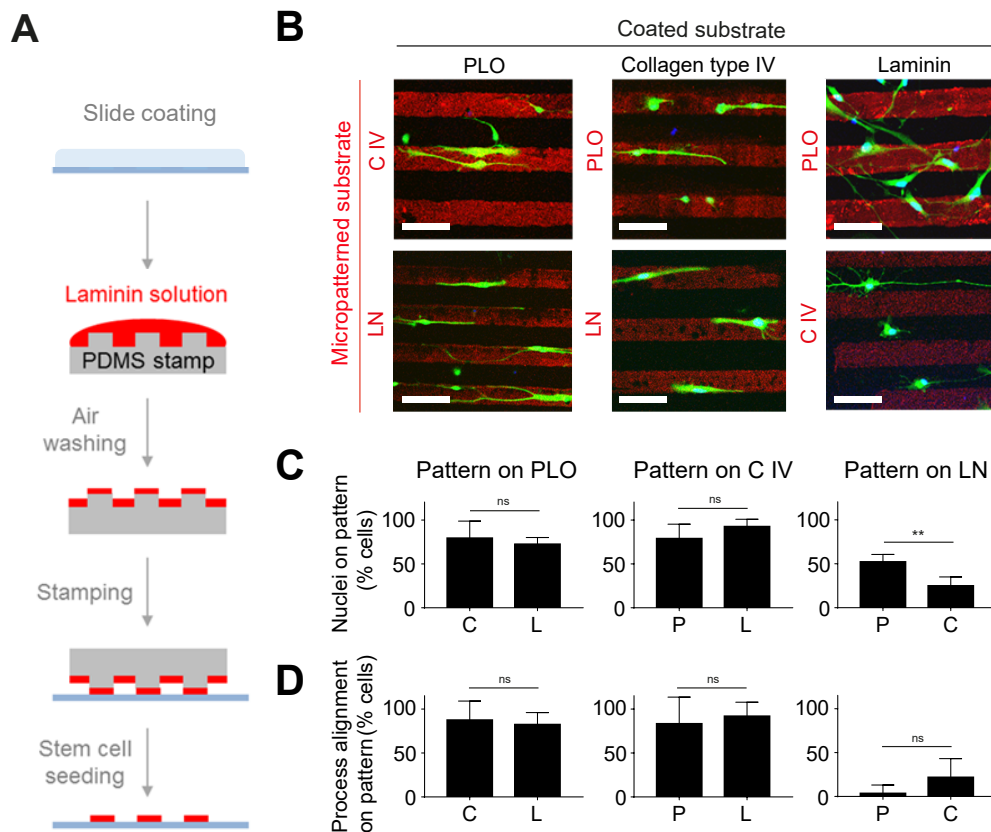 A
Slide coating
Laminin solution
PDMS stamp
Air
washing
Stamping
Stem cell
seeding
B
Coated substrate
PLO
Collagen type IV
Laminin
Micropatterned substrate
C IV
PLO
PLO
LN
LN
C IV
C
Pattern on PLO
Pattern on C IV
Pattern on LN
Nuclei on pattern
(% cells)
100
50
0
ns
C
L
100
50
0
ns
P
L
100
50
0
**
P
C
D
Process alignment
on pattern (% cells)
100
50
0
ns
C
L
100
50
0
ns
P
L
100
50
0
ns
P
C